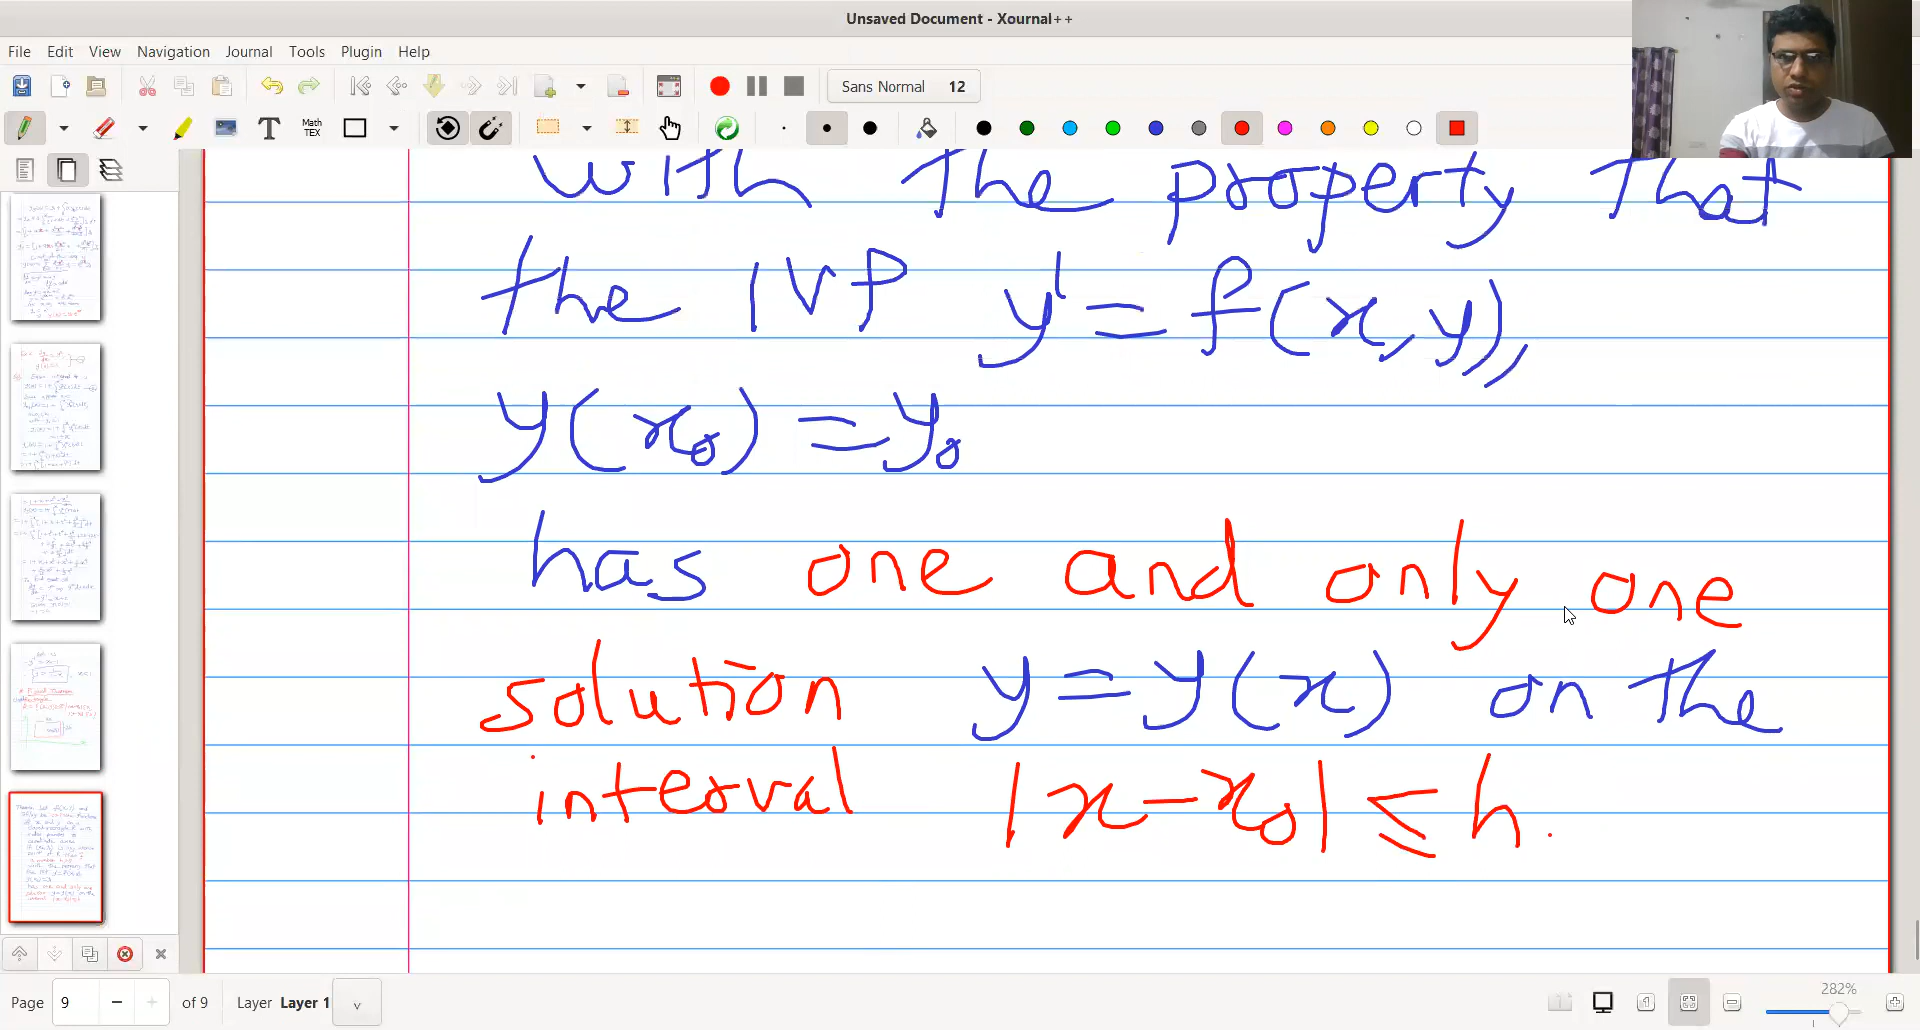 Unsaved Document - Xournal++
File Edit View Navigation Journal Tools Plugin Help
Sans Normal 12
Math
TEX
with the property that
the IVP y' = f(x, y),
y(x₀) = y₀
has one and only one
solution y = y(x) on the
interval |x - x₀| ≤ h.
Page 9 of 9 Layer Layer 1
282%